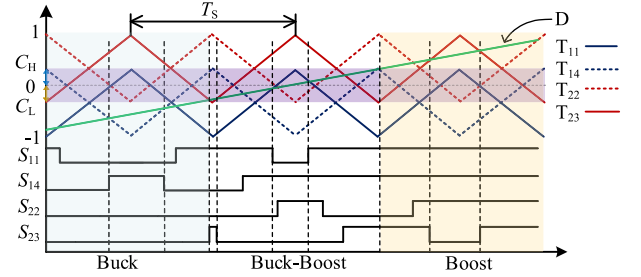 T_S
D
1
C_H
0
C_L
-1
T_11
T_14
T_22
T_23
S_11
S_14
S_22
S_23
Buck Buck-Boost Boost